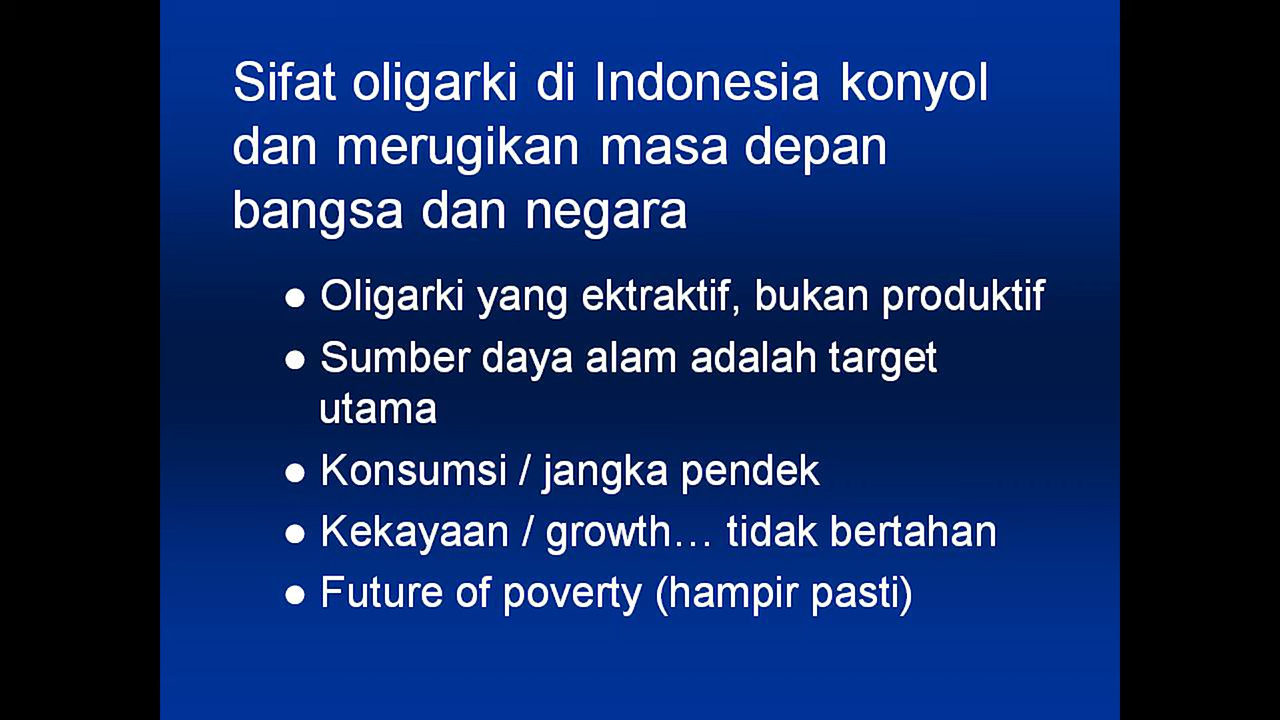 Sifat oligarki di Indonesia konyol
dan merugikan masa depan
bangsa dan negara
● Oligarki yang ektraktif, bukan produktif
● Sumber daya alam adalah target
utama
● Konsumsi / jangka pendek
● Kekayaan / growth… tidak bertahan
● Future of poverty (hampir pasti)